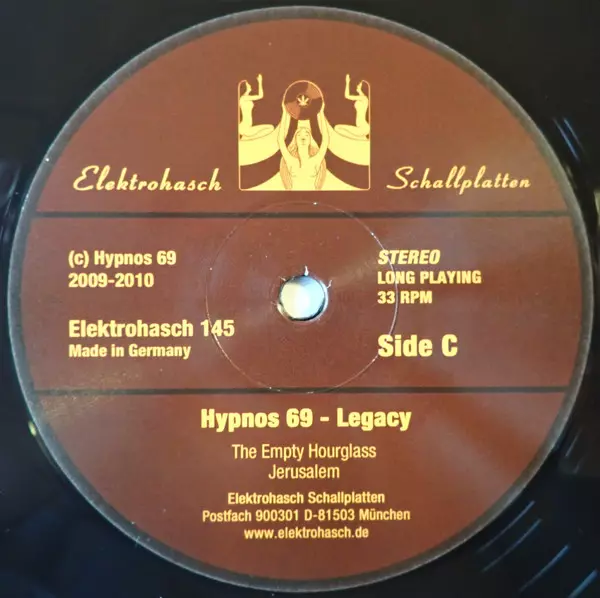 Elektrohasch Schallplatten
(c) Hypnos 69
2009-2010
Elektrohasch 145
Made in Germany
STEREO
LONG PLAYING
33 RPM
Side C
Hypnos 69 - Legacy
The Empty Hourglass
Jerusalem
Elektrohasch Schallplatten
Postfach 900301 D-81503 München
www.elektrohasch.de